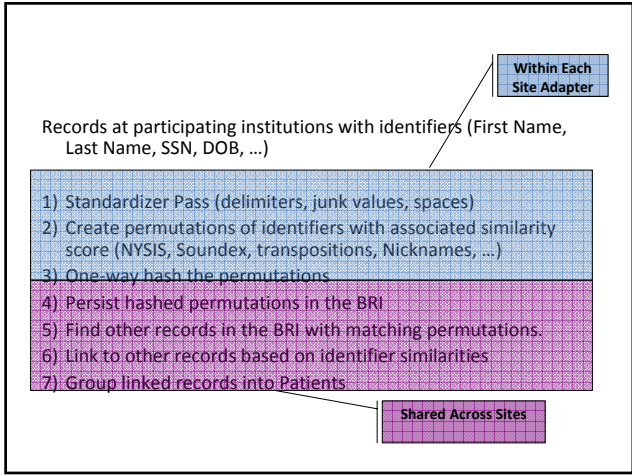 Within Each
Site Adapter
Records at participating institutions with identifiers (First Name,
Last Name, SSN, DOB, …)
1) Standardizer Pass (delimiters, junk values, spaces)
2) Create permutations of identifiers with associated similarity
score (NYSIS, Soundex, transpositions, Nicknames, …)
3) One-way hash the permutations
4) Persist hashed permutations in the BRI
5) Find other records in the BRI with matching permutations.
6) Link to other records based on identifier similarities
7) Group linked records into Patients
Shared Across Sites